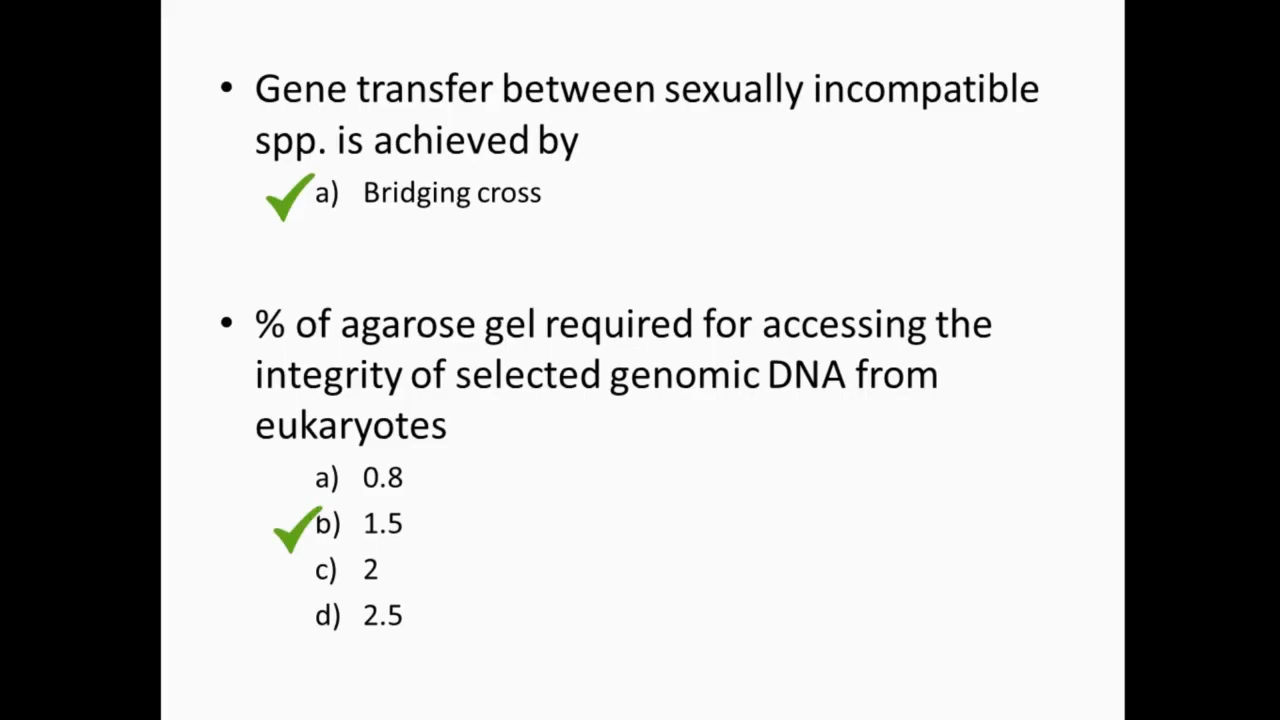 • Gene transfer between sexually incompatible
spp. is achieved by
a) Bridging cross
• % of agarose gel required for accessing the
integrity of selected genomic DNA from
eukaryotes
a) 0.8
b) 1.5
c) 2
d) 2.5